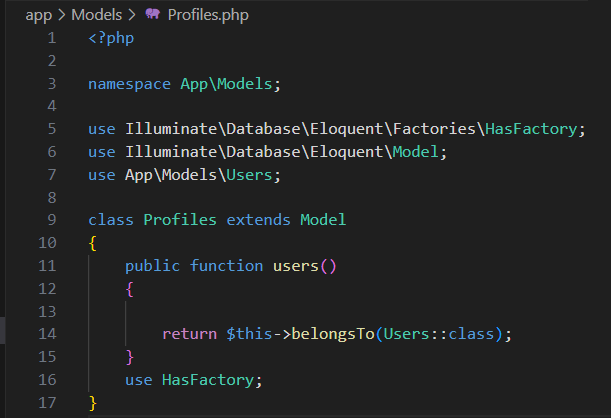 app > Models > Profiles.php
1 <?php
2
3 namespace App\Models;
4
5 use Illuminate\Database\Eloquent\Factories\HasFactory;
6 use Illuminate\Database\Eloquent\Model;
7 use App\Models\Users;
8
9 class Profiles extends Model
10 {
11     public function users()
12     {
13
14         return $this->belongsTo(Users::class);
15     }
16     use HasFactory;
17 }